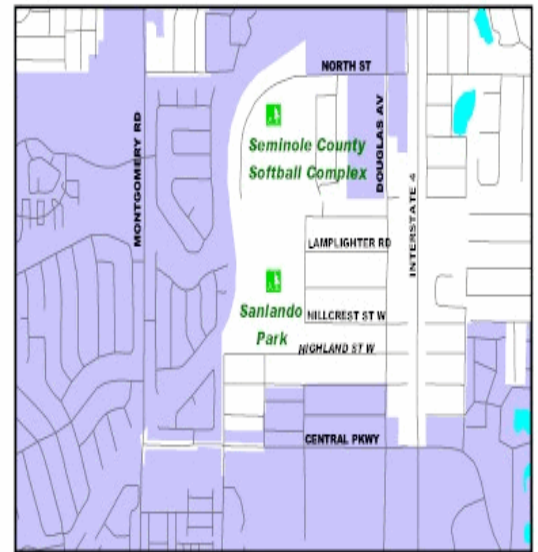 NORTH ST
MONTGOMERY RD
DOUGLAS AV
Seminole County
Softball Complex
INTERSTATE 4
LAMPLIGHTER RD
Sanlando
Park
HILLCREST ST W
HIGHLAND ST W
CENTRAL PKWY